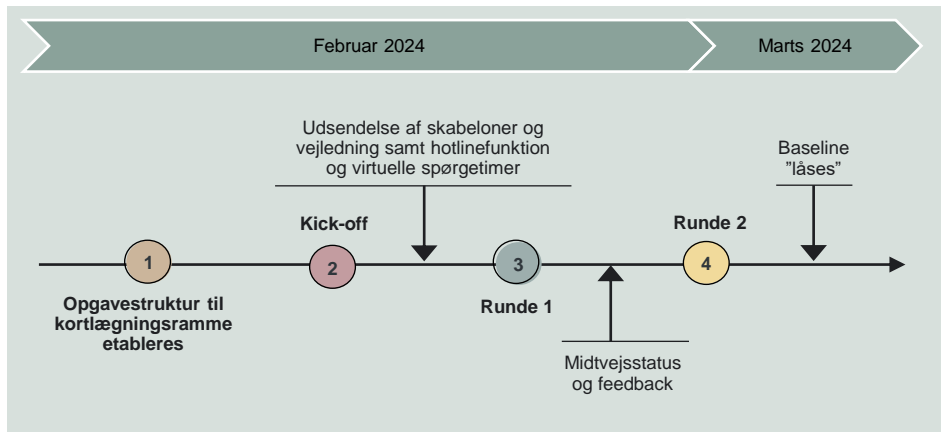 Februar 2024
Marts 2024
Udsendelse af skabeloner og
vejledning samt hotlinefunktion
og virtuelle spørgetimer
Baseline
”låses”
Kick-off
Runde 2
1
2
3
4
Opgavestruktur til
kortlægningsramme
etableres
Runde 1
Midtvejsstatus
og feedback